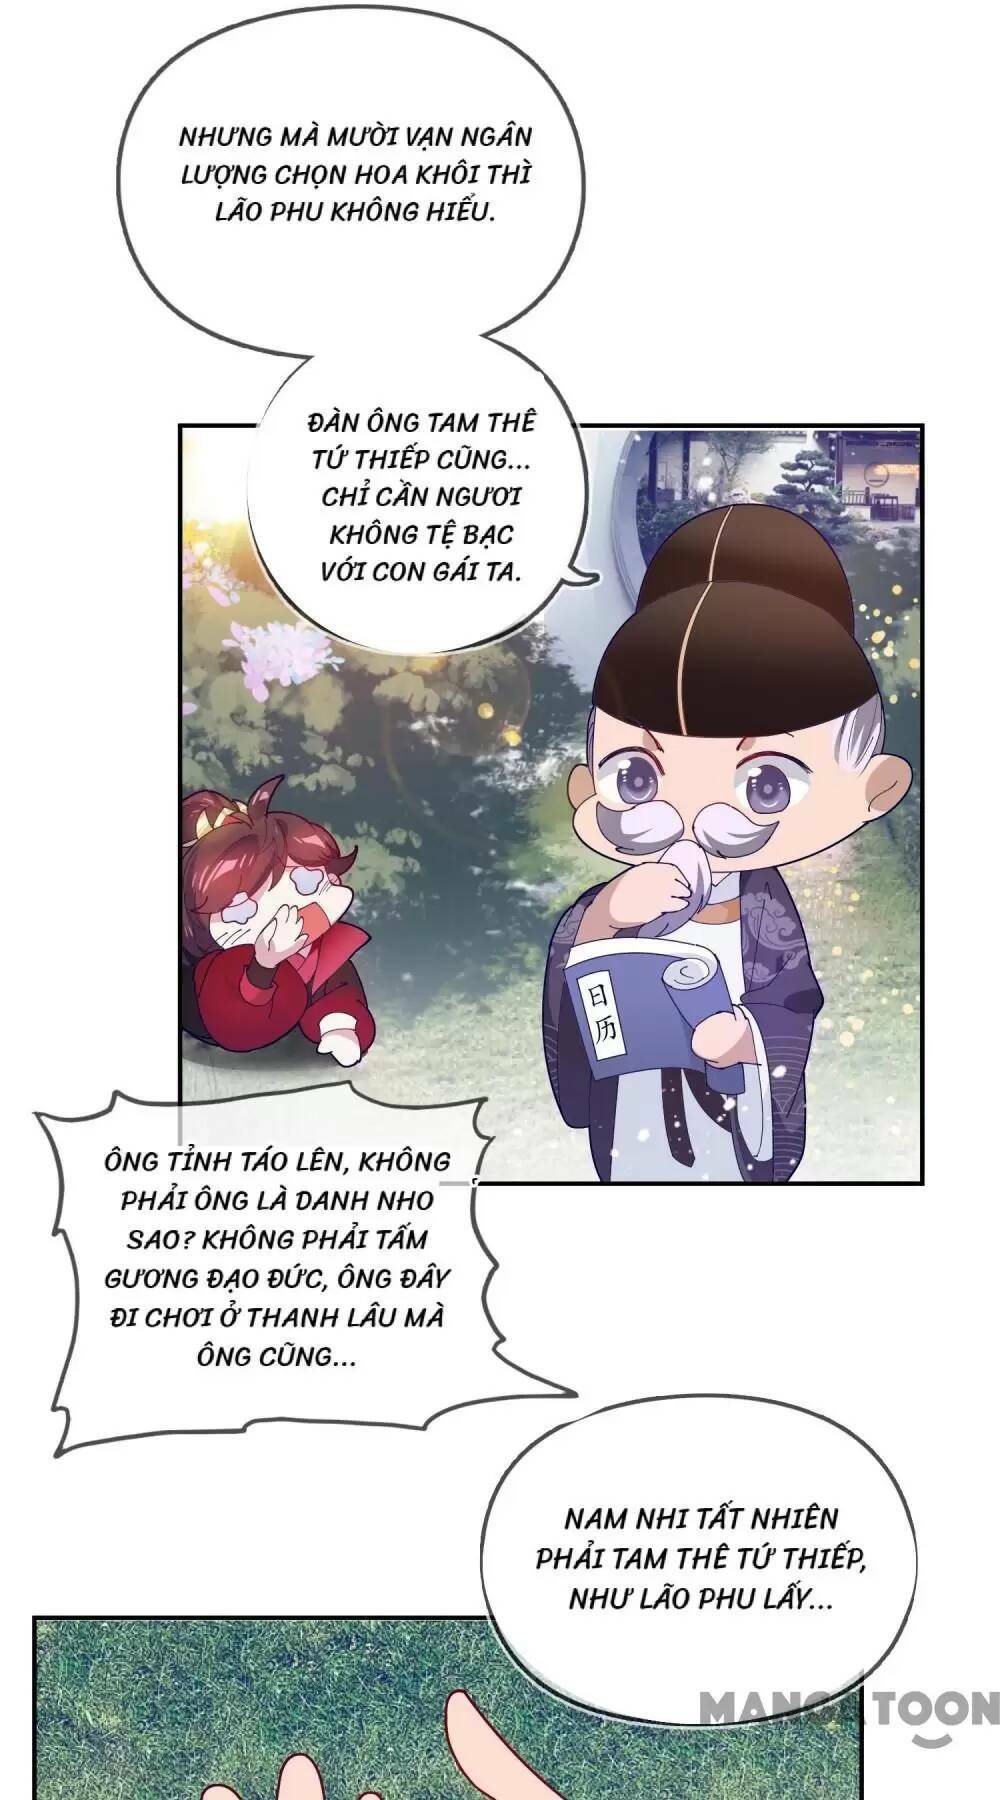 NHƯNG MÀ MƯỜI VẠN NGÂN
LƯỢNG CHỌN HOA KHÔI THÌ
LÃO PHU KHÔNG HIỂU.
ĐÀN ÔNG TAM THÊ
TỨ THIẾP CŨNG...
CHỈ CẦN NGƯƠI
KHÔNG TỆ BẠC
VỚI CON GÁI TA.
日历
ÔNG TỈNH TÁO LÊN, KHÔNG
PHẢI ÔNG LÀ DANH NHO
SAO? KHÔNG PHẢI TẤM
GƯƠNG ĐẠO ĐỨC, ÔNG ĐÂY
ĐI CHƠI Ở THANH LÂU MÀ
ÔNG CŨNG...
NAM NHI TẤT NHIÊN
PHẢI TAM THÊ TỨ THIẾP,
NHƯ LÃO PHU LẤY...
MANGA TOON